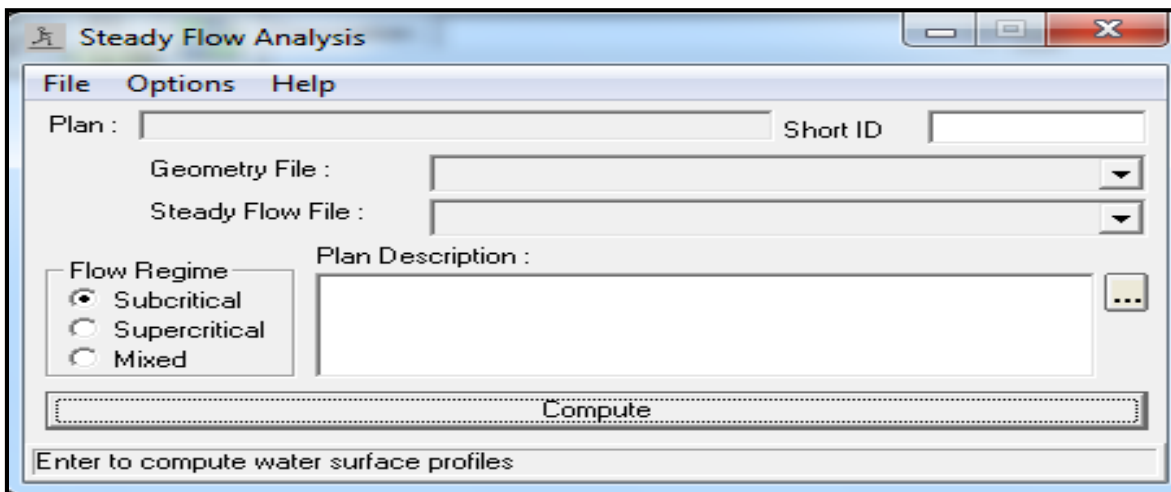 Steady Flow Analysis
File Options Help
Plan : Short ID
Geometry File :
Steady Flow File :
Plan Description :
Flow Regime
Subcritical
Supercritical
Mixed
...
Compute
Enter to compute water surface profiles